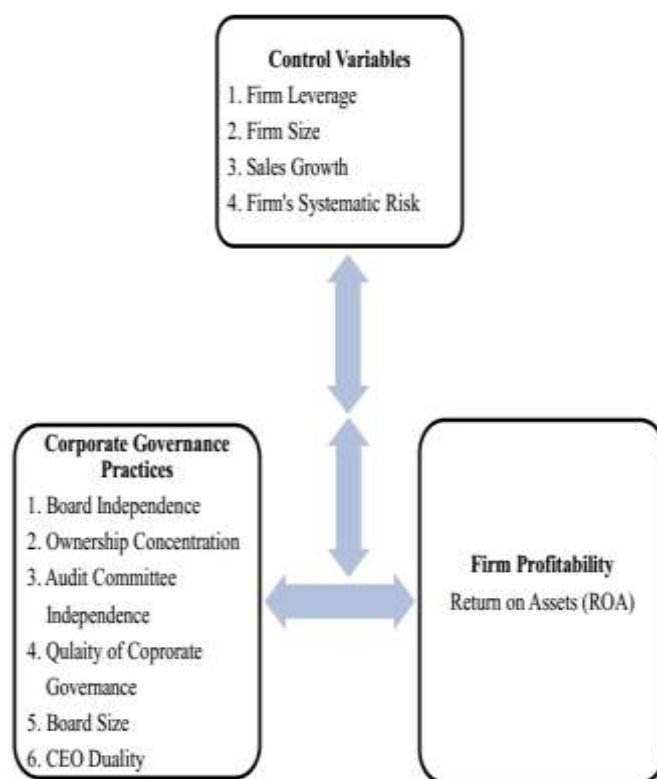 Control Variables
1. Firm Leverage
2. Firm Size
3. Sales Growth
4. Firm's Systematic Risk
Corporate Governance
Practices
1. Board Independence
2. Ownership Concentration
3. Audit Committee
Independence
4. Qulaity of Coprorate
Governance
5. Board Size
6. CEO Duality
Firm Profitability
Return on Assets (ROA)